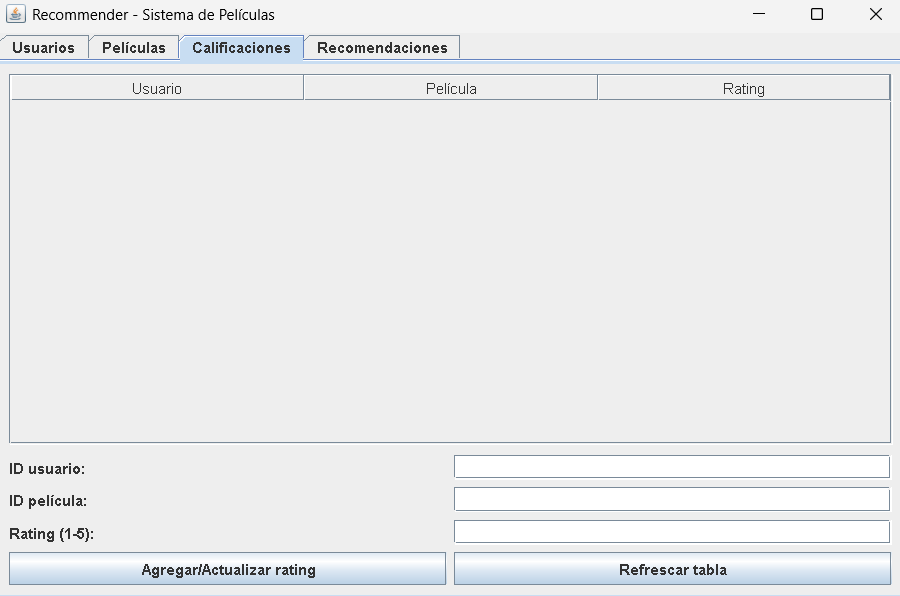 Recommender - Sistema de Películas
Usuarios Películas Calificaciones Recomendaciones
Usuario Película Rating
ID usuario:
ID película:
Rating (1-5):
Agregar/Actualizar rating Refrescar tabla